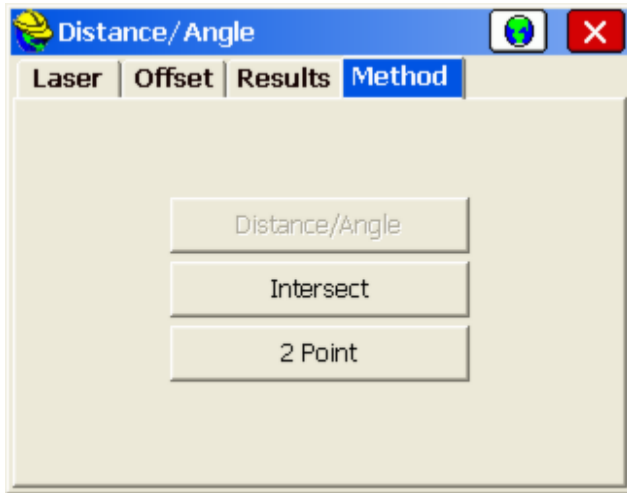 Distance/Angle
Laser Offset Results Method
Distance/Angle
Intersect
2 Point